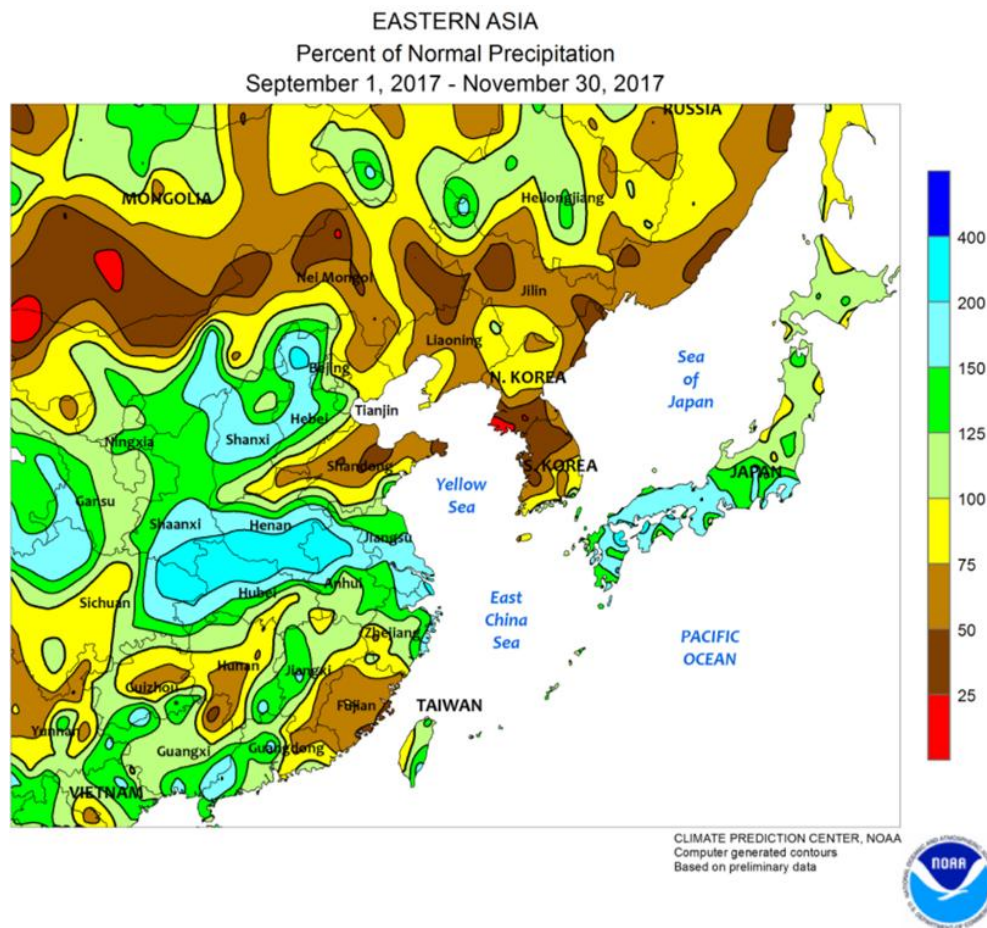 EASTERN ASIA
Percent of Normal Precipitation
September 1, 2017 - November 30, 2017
RUSSIA
MONGOLIA
Heilongjiang
Nei Mongol
Jilin
Liaoning
Sea
of
Japan
Beijing
N. KOREA
Tianjin
Hebei
Ningxia
Shanxi
Shandong
S. KOREA
JAPAN
Yellow
Sea
Gansu
Shaanxi
Henan
Jiangsu
Sichuan
Hubei
Anhui
East
China
Sea
Zhejiang
PACIFIC
OCEAN
Hunan
Jiangxi
Guizhou
Fujian
TAIWAN
Yunnan
Guangxi
Guangdong
VIETNAM
400
200
150
125
100
75
50
25
CLIMATE PREDICTION CENTER, NOAA
Computer generated contours
Based on preliminary data
NOAA